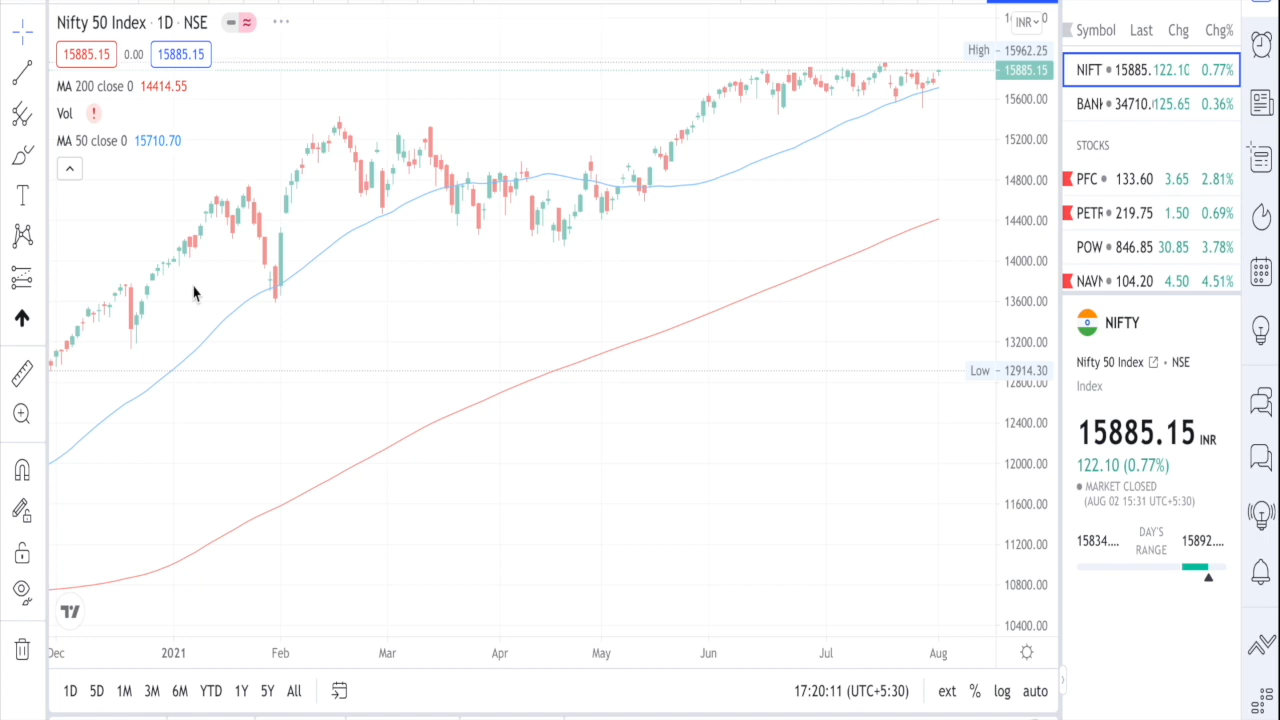 Nifty 50 Index · 1D · NSE
15885.15 0.00 15885.15
MA 200 close 0 14414.55
Vol
MA 50 close 0 15710.70
INR
High 15962.25
15885.15
15600.00
15200.00
14800.00
14400.00
14000.00
13600.00
13200.00
Low 12914.30
12800.00
12400.00
12000.00
11600.00
11200.00
10800.00
10400.00
Dec 2021 Feb Mar Apr May Jun Jul Aug
1D 5D 1M 3M 6M YTD 1Y 5Y All
17:20:11 (UTC+5:30) ext % log auto
Symbol Last Chg Chg%
NIFT 15885. 122.10 0.77%
BANK 34710. 125.65 0.36%
STOCKS
PFC 133.60 3.65 2.81%
PETR 219.75 1.50 0.69%
POW 846.85 30.85 3.78%
NAVN 104.20 4.50 4.51%
NIFTY
Nifty 50 Index • NSE
Index
15885.15 INR
122.10 (0.77%)
MARKET CLOSED
(AUG 02 15:31 UTC+5:30)
15834.... DAY'S RANGE 15892....